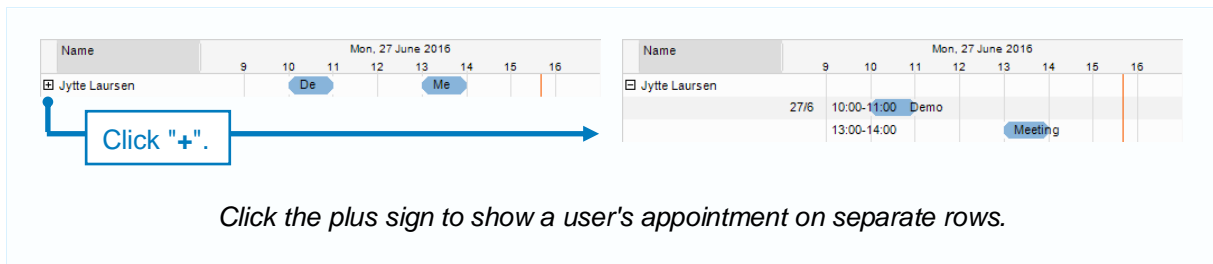 Name Mon, 27 June 2016
9 10 11 12 13 14 15 16
Jytte Laursen De Me
Click "+".
Name Mon, 27 June 2016
9 10 11 12 13 14 15 16
Jytte Laursen
27/6 10:00-11:00 Demo
13:00-14:00 Meeting
Click the plus sign to show a user's appointment on separate rows.